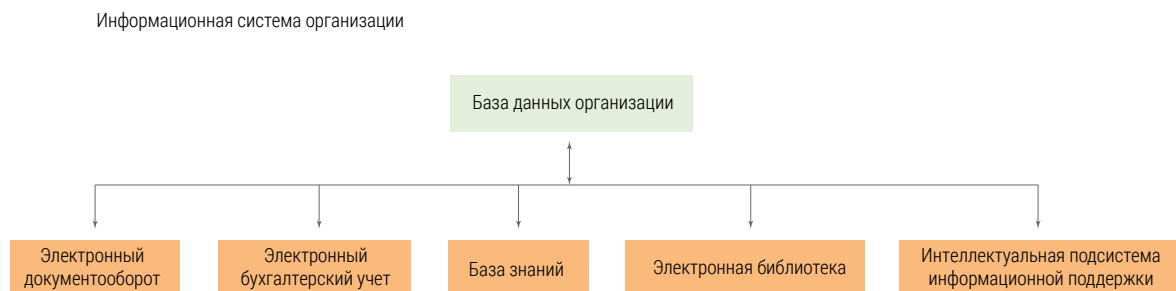 Информационная система организации
База данных организации
Электронный
документооборот
Электронный
бухгалтерский учет
База знаний
Электронная библиотека
Интеллектуальная подсистема
информационной поддержки